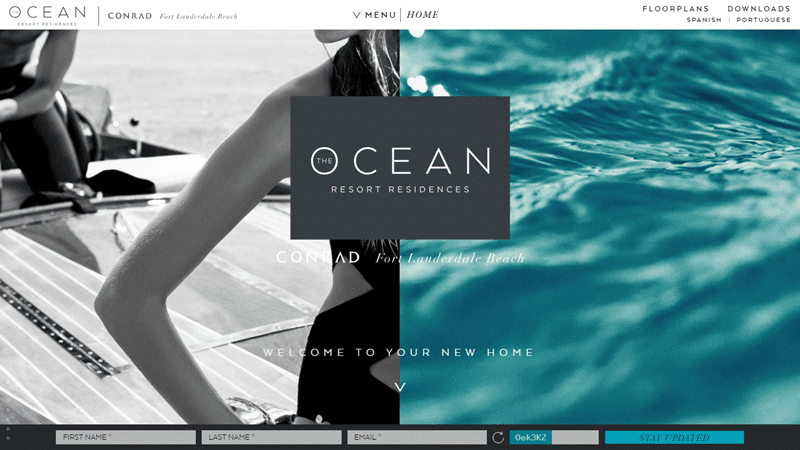 THE OCEAN
RESORT RESIDENCES
CONRAD Fort Lauderdale Beach
MENU HOME
FLOORPLANS DOWNLOADS
SPANISH | PORTUGUESE
THE OCEAN
RESORT RESIDENCES
CONRAD Fort Lauderdale Beach
WELCOME TO YOUR NEW HOME
FIRST NAME * LAST NAME * EMAIL * 0ek3KZ STAY UPDATED